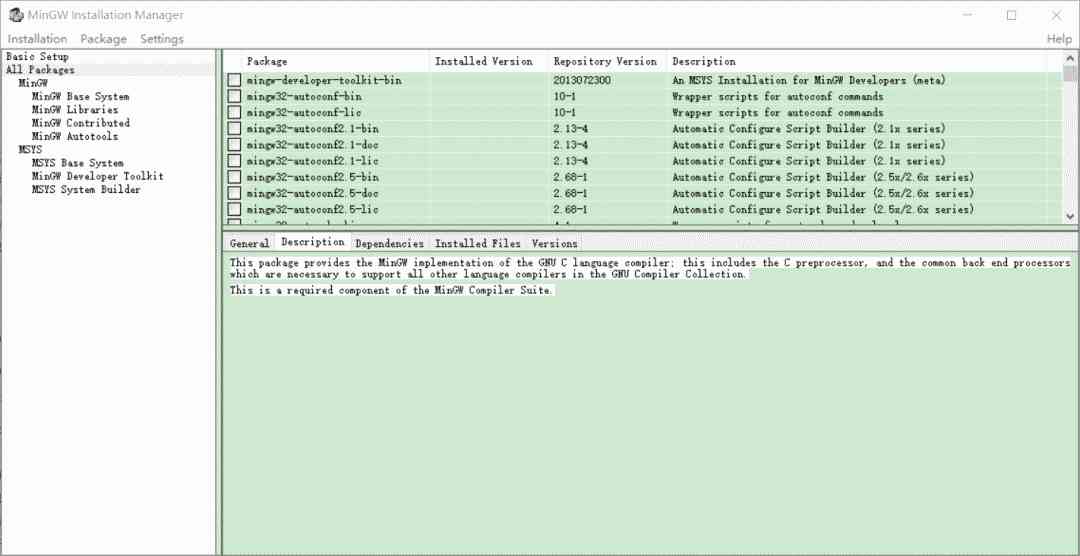 MinGW Installation Manager
Installation Package Settings Help
Basic Setup
All Packages
MinGW
MinGW Base System
MinGW Libraries
MinGW Contributed
MinGW Autotools
MSYS
MSYS Base System
MinGW Developer Toolkit
MSYS System Builder
Package Installed Version Repository Version Description
mingw-developer-toolkit-bin 2013072300 An MSYS Installation for MinGW Developers (meta)
mingw32-autoconf-bin 10-1 Wrapper scripts for autoconf commands
mingw32-autoconf-lic 10-1 Wrapper scripts for autoconf commands
mingw32-autoconf2.1-bin 2.13-4 Automatic Configure Script Builder (2.1x series)
mingw32-autoconf2.1-doc 2.13-4 Automatic Configure Script Builder (2.1x series)
mingw32-autoconf2.1-lic 2.13-4 Automatic Configure Script Builder (2.1x series)
mingw32-autoconf2.5-bin 2.68-1 Automatic Configure Script Builder (2.5x/2.6x series)
mingw32-autoconf2.5-doc 2.68-1 Automatic Configure Script Builder (2.5x/2.6x series)
mingw32-autoconf2.5-lic 2.68-1 Automatic Configure Script Builder (2.5x/2.6x series)
General Description Dependencies Installed Files Versions
This package provides the MinGW implementation of the GNU C language compiler; this includes the C preprocessor, and the common back end processors
which are necessary to support all other language compilers in the GNU Compiler Collection.
This is a required component of the MinGW Compiler Suite.